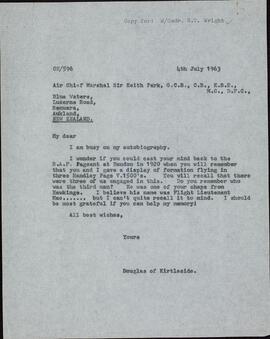 Copy for: W/Cmdr. R.C. Wright
OZ/596
4th July 1963
Air Chief Marshal Sir Keith Park, G.C.B., C.B., K.B.E.,
M.C., D.F.C.,
Blue Waters,
Lucerne Road,
Remuera,
Aukland,
NEW ZEALAND.
My dear
I am busy on my autobiography.
I wonder if you could cast your mind back to the
R.A.F. Pageant at Hendon in 1920 when you will remember
that you and I gave a display of formation flying in
three Handley Page V.1500's. You will recall that there
were three of us engaged in this. Do you remember who
was the third man? He was one of your chaps from
Hawkinge. I believe his name was Flight Lieutenant
Mac....... but I can't quite recall it to mind. I should
be most grateful if you can help my memory!
All best wishes,
Yours
Douglas of Kirtleside.